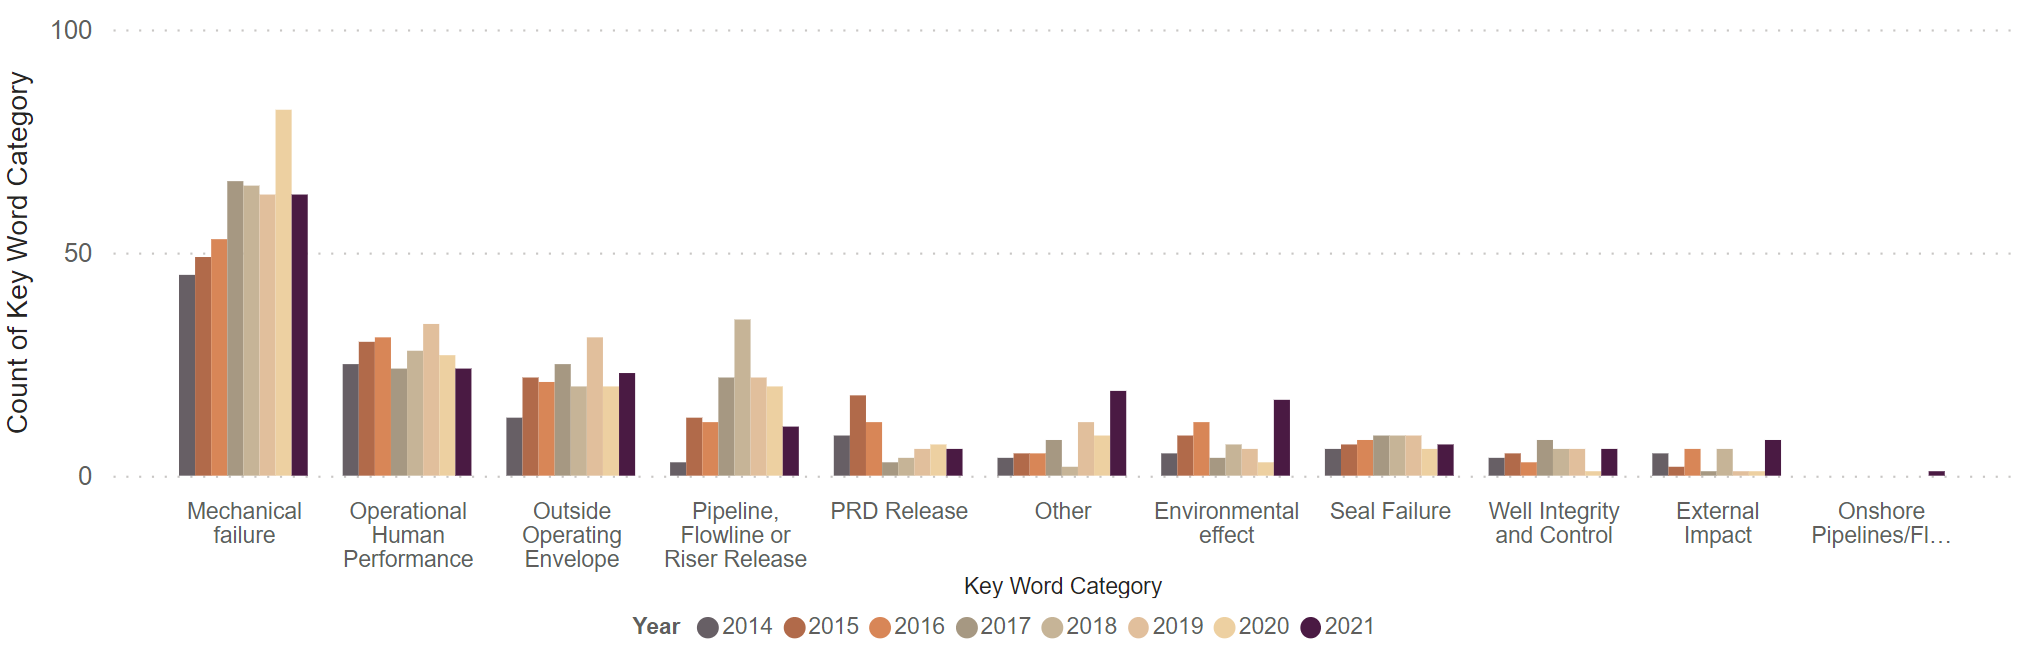 100
50
0
Count of Key Word Category
Mechanical
failure
Operational
Human
Performance
Outside
Operating
Envelope
Pipeline,
Flowline or
Riser Release
PRD Release
Other
Environmental
effect
Seal Failure
Well Integrity
and Control
External
Impact
Onshore
Pipelines/Fl…
Key Word Category
Year 2014 2015 2016 2017 2018 2019 2020 2021